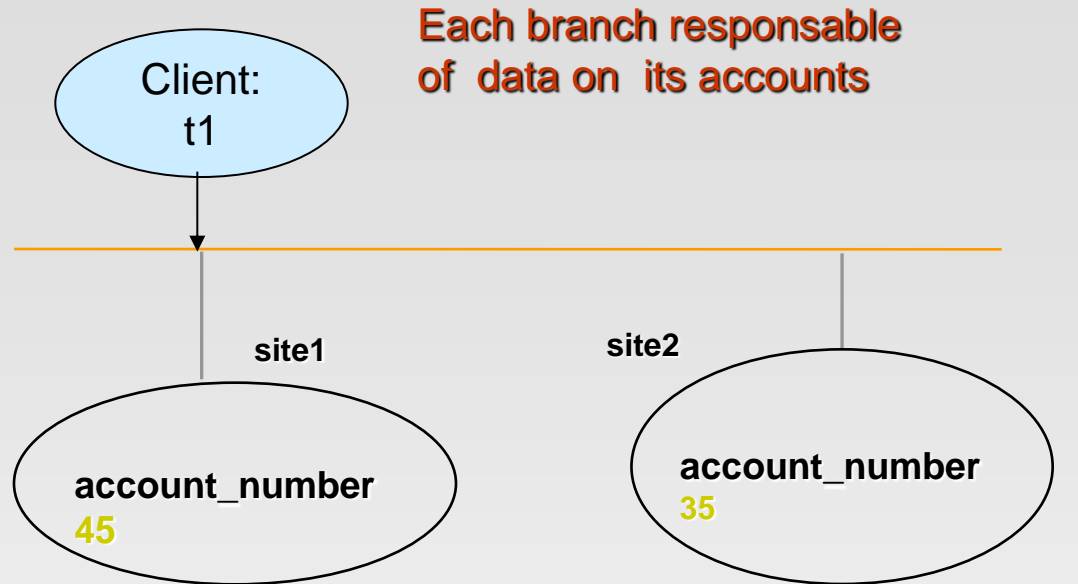 Each branch responsable
of data on its accounts
Client:
t1
site1
site2
account_number
45
account_number
35